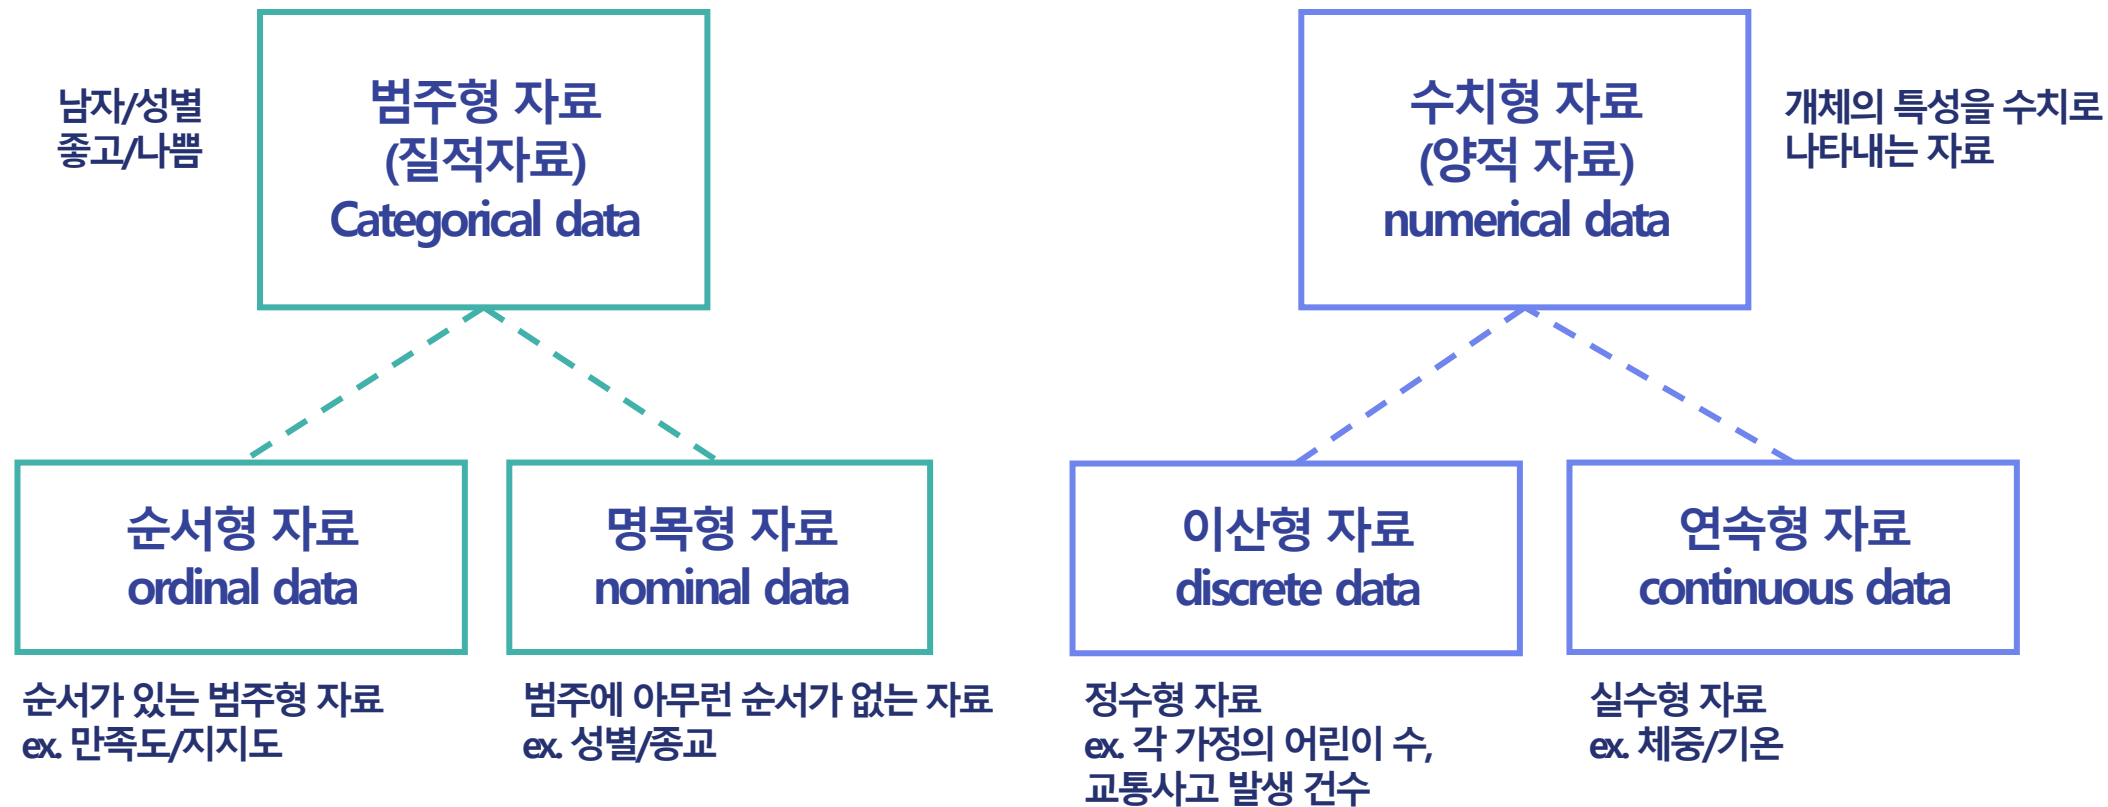 남자/성별
좋고/나쁨
범주형 자료
(질적자료)
Categorical data
수치형 자료
(양적 자료)
numerical data
개체의 특성을 수치로
나타내는 자료
순서형 자료
ordinal data
명목형 자료
nominal data
이산형 자료
discrete data
연속형 자료
continuous data
순서가 있는 범주형 자료
ex. 만족도/지지도
범주에 아무런 순서가 없는 자료
ex. 성별/종교
정수형 자료
ex. 각 가정의 어린이 수,
교통사고 발생 건수
실수형 자료
ex. 체중/기온